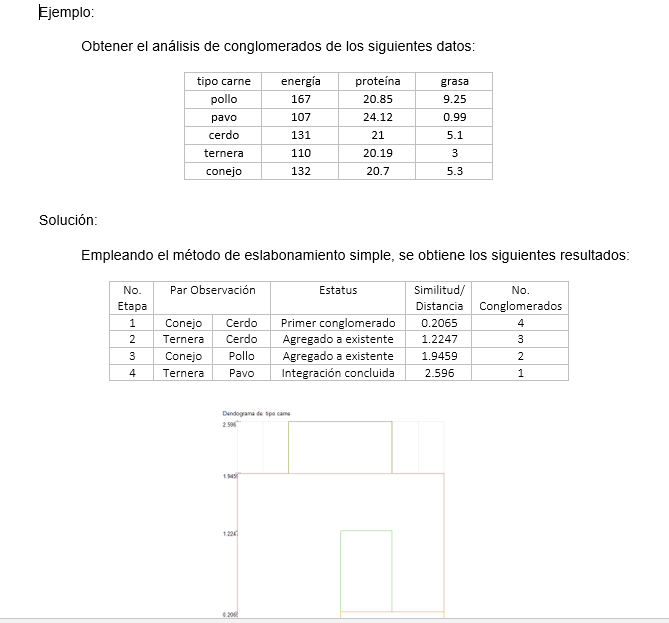 Ejemplo:
Obtener el análisis de conglomerados de los siguientes datos:
tipo carne energía proteína grasa
pollo 167 20.85 9.25
pavo 107 24.12 0.99
cerdo 131 21 5.1
ternera 110 20.19 3
conejo 132 20.7 5.3
Solución:
Empleando el método de eslabonamiento simple, se obtiene los siguientes resultados:
No. Etapa Par Observación Estatus Similitud/ Distancia No. Conglomerados
1 Conejo Cerdo Primer conglomerado 0.2065 4
2 Ternera Cerdo Agregado a existente 1.2247 3
3 Conejo Pollo Agregado a existente 1.9459 2
4 Ternera Pavo Integración concluida 2.596 1
Dendograma de: tipo carne
2.596
1.945
1.224
0.206